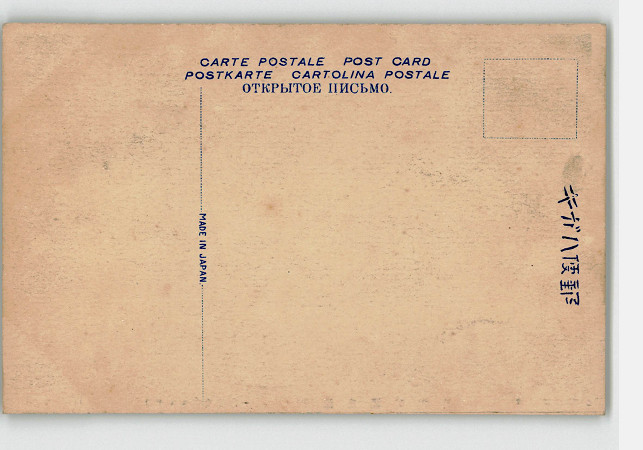 CARTE POSTALE POST CARD
POSTKARTE CARTOLINA POSTALE
ОТКРЫТОЕ ПИСЬМО.
MADE IN JAPAN.
郵便ハガキ